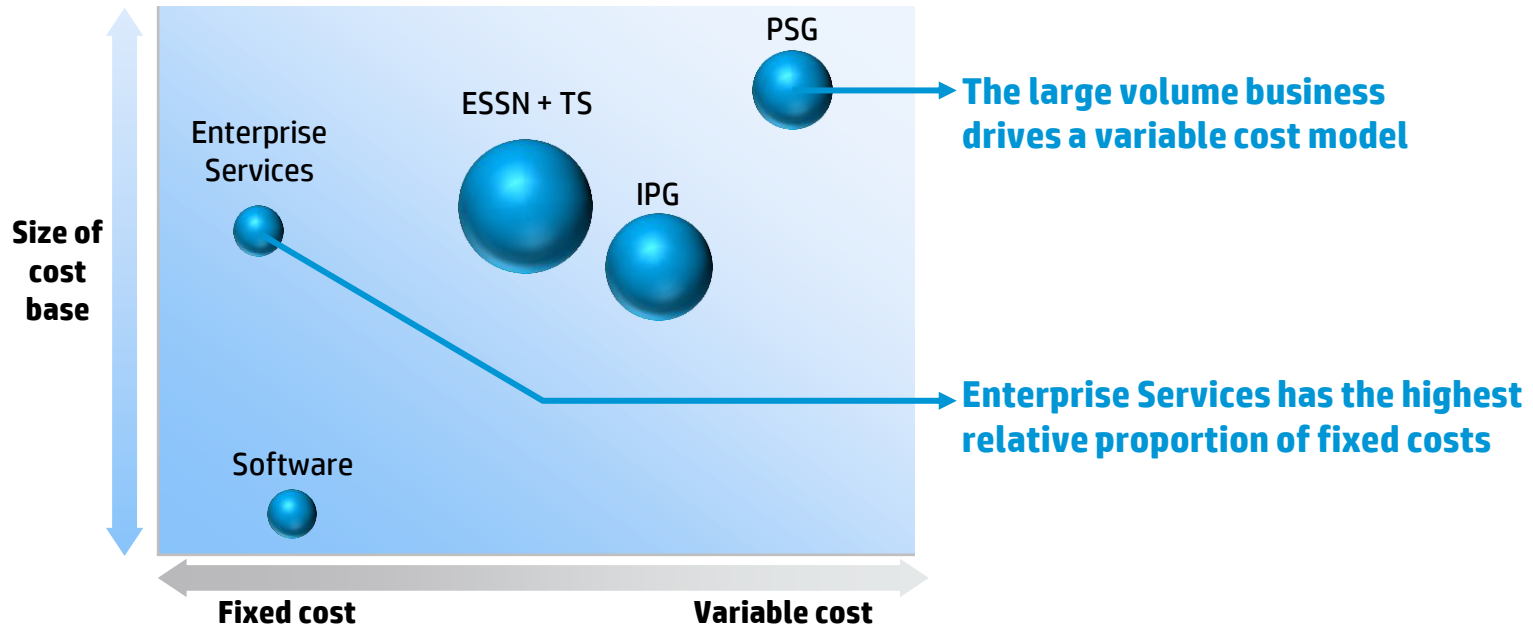 PSG
The large volume business
drives a variable cost model
ESSN + TS
Enterprise
Services
IPG
Size of
cost
base
Enterprise Services has the highest
relative proportion of fixed costs
Software
Fixed cost
Variable cost